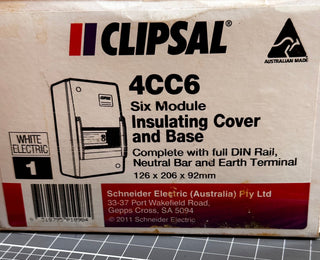 CLIPSAL®
AUSTRALIAN MADE
4CC6
Six Module
Insulating Cover
and Base
Complete with full DIN Rail,
Neutral Bar and Earth Terminal
126 x 206 x 92mm
CLIPSAL
WHITE
ELECTRIC
1
Schneider Electric (Australia) Pty Ltd
33-37 Port Wakefield Road,
Gepps Cross, SA 5094
© 2011 Schneider Electric